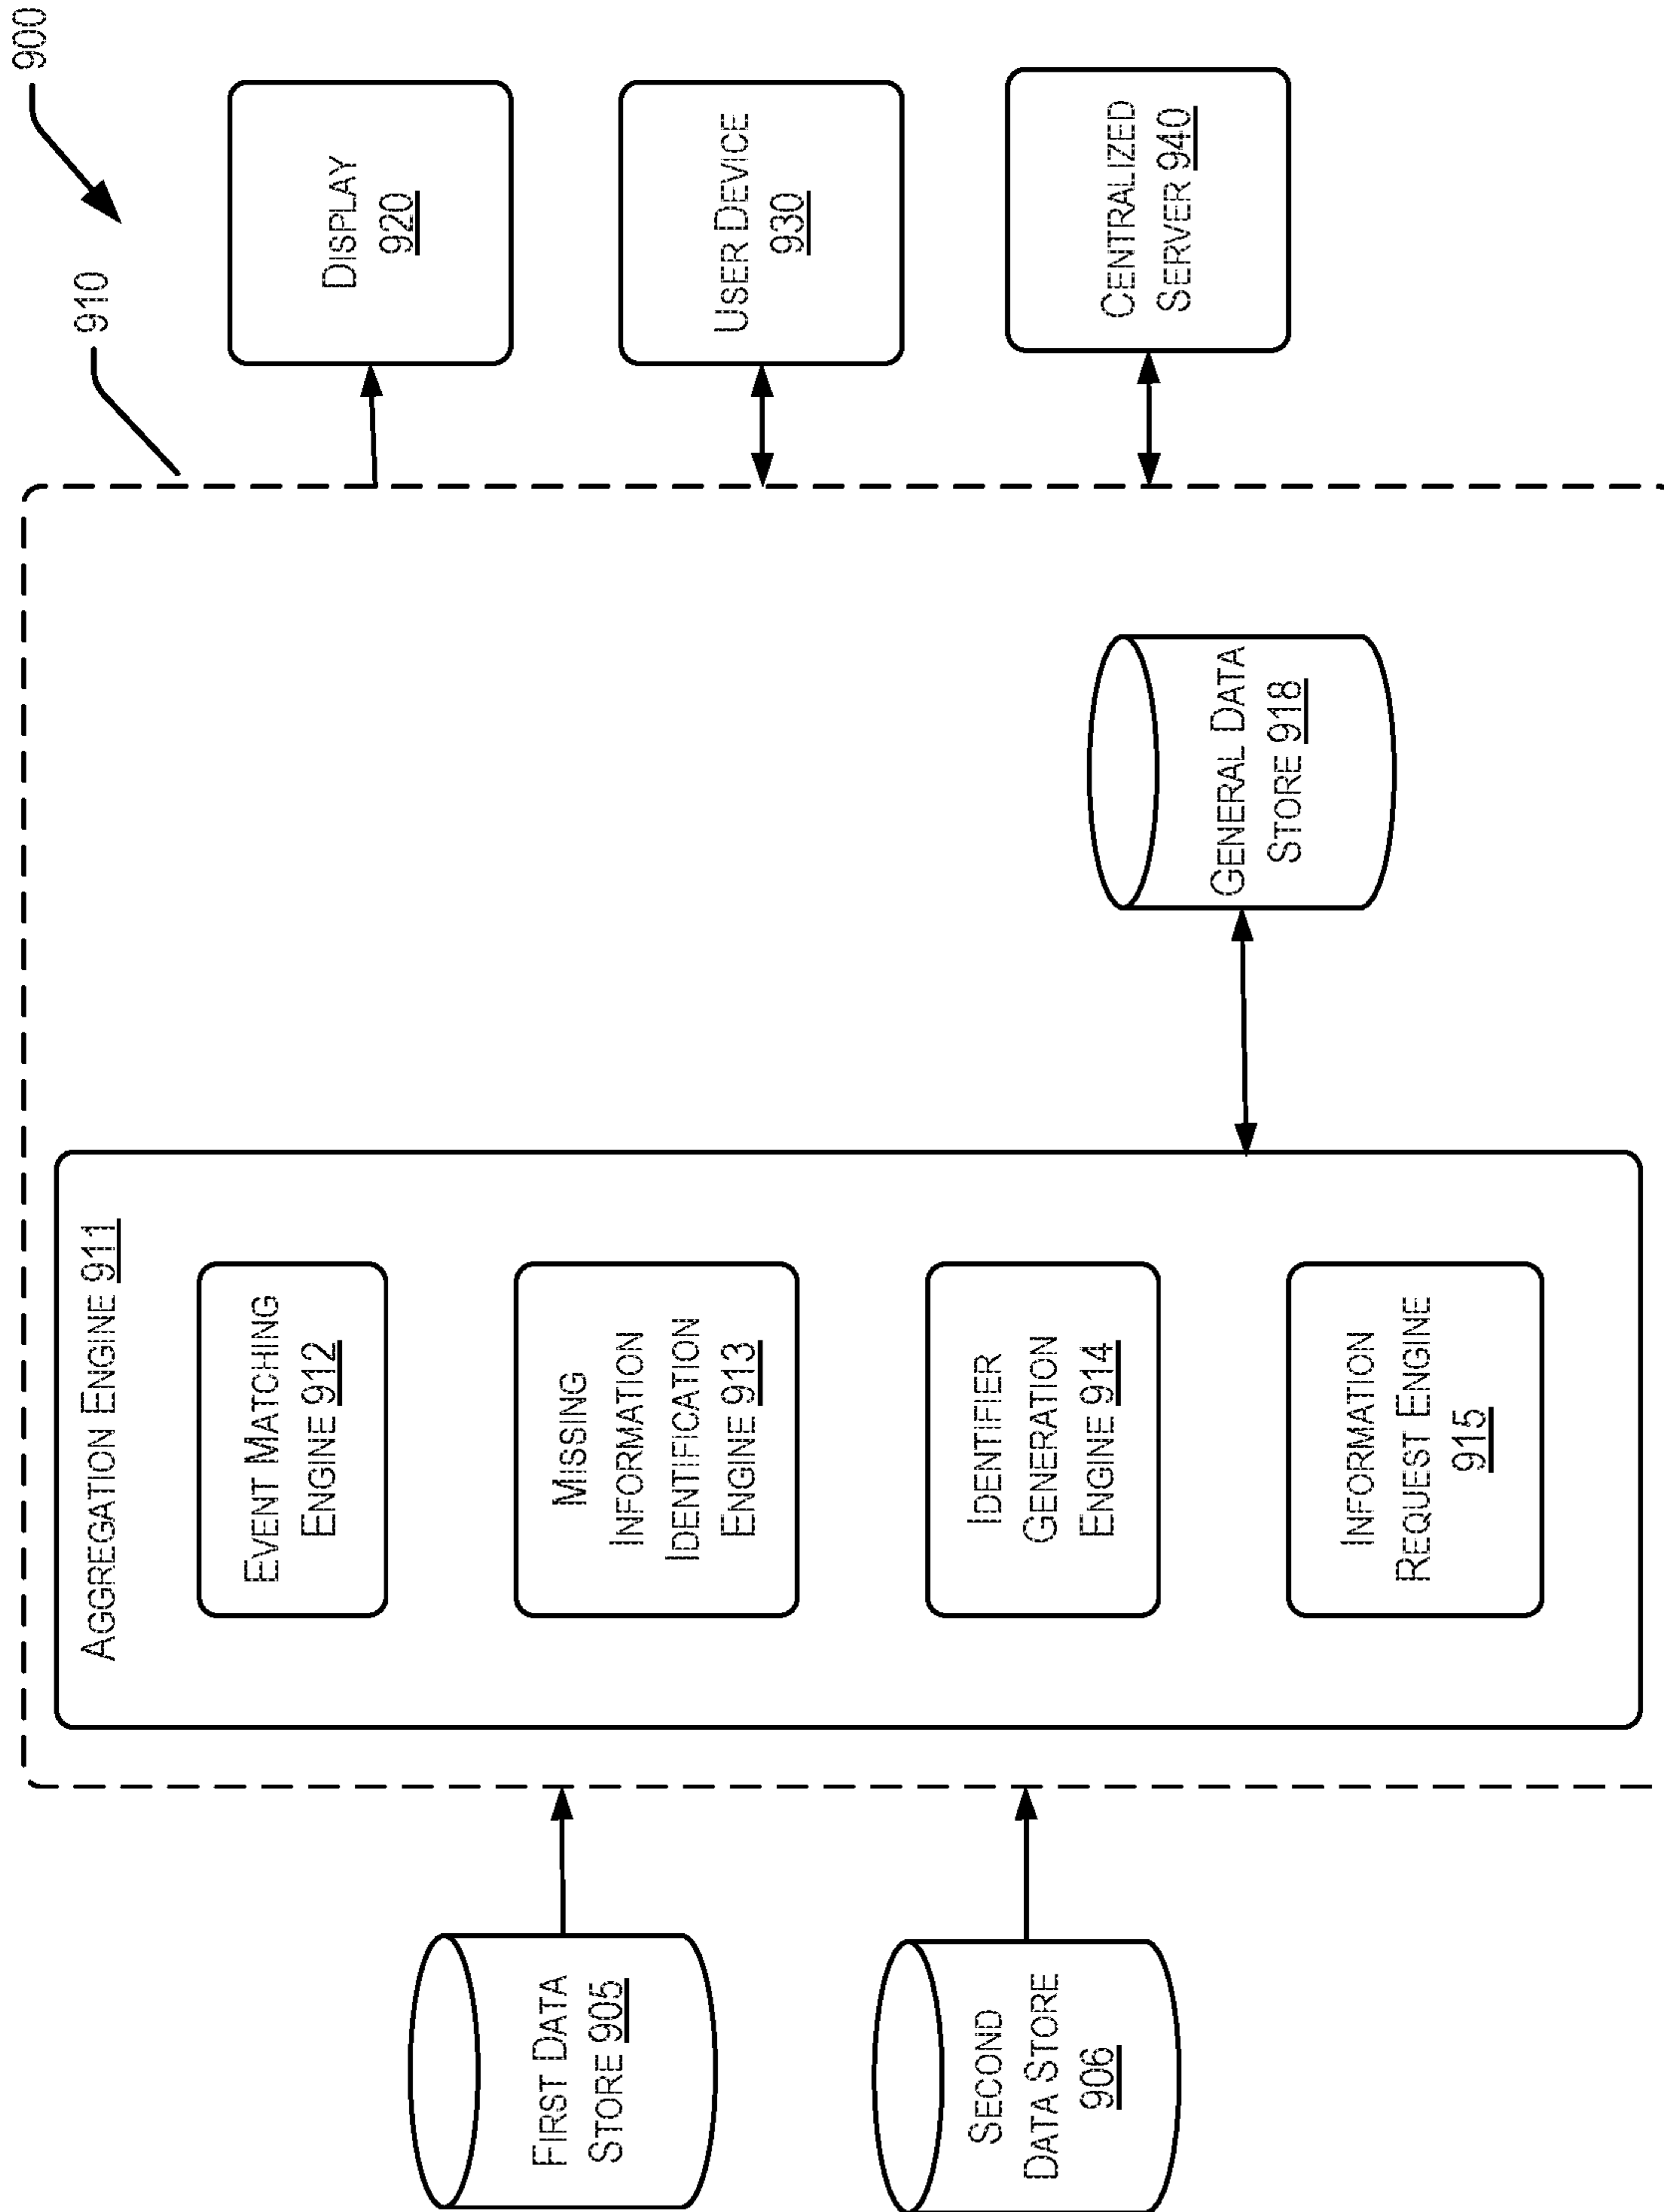 900
910
DISPLAY
920
USER DEVICE
930
CENTRALIZED
SERVER 940
AGGREGATION ENGINE 911
EVENT MATCHING
ENGINE 912
MISSING
INFORMATION
IDENTIFICATION
ENGINE 913
IDENTIFIER
GENERATION
ENGINE 914
INFORMATION
REQUEST ENGINE
915
GENERAL DATA
STORE 918
FIRST DATA
STORE 905
SECOND
DATA STORE
906